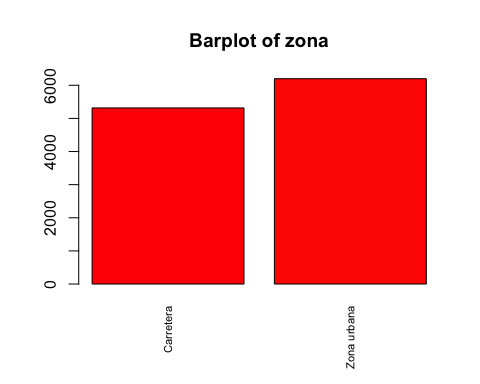 Barplot of zona
6000
4000
2000
0
Carretera
Zona urbana